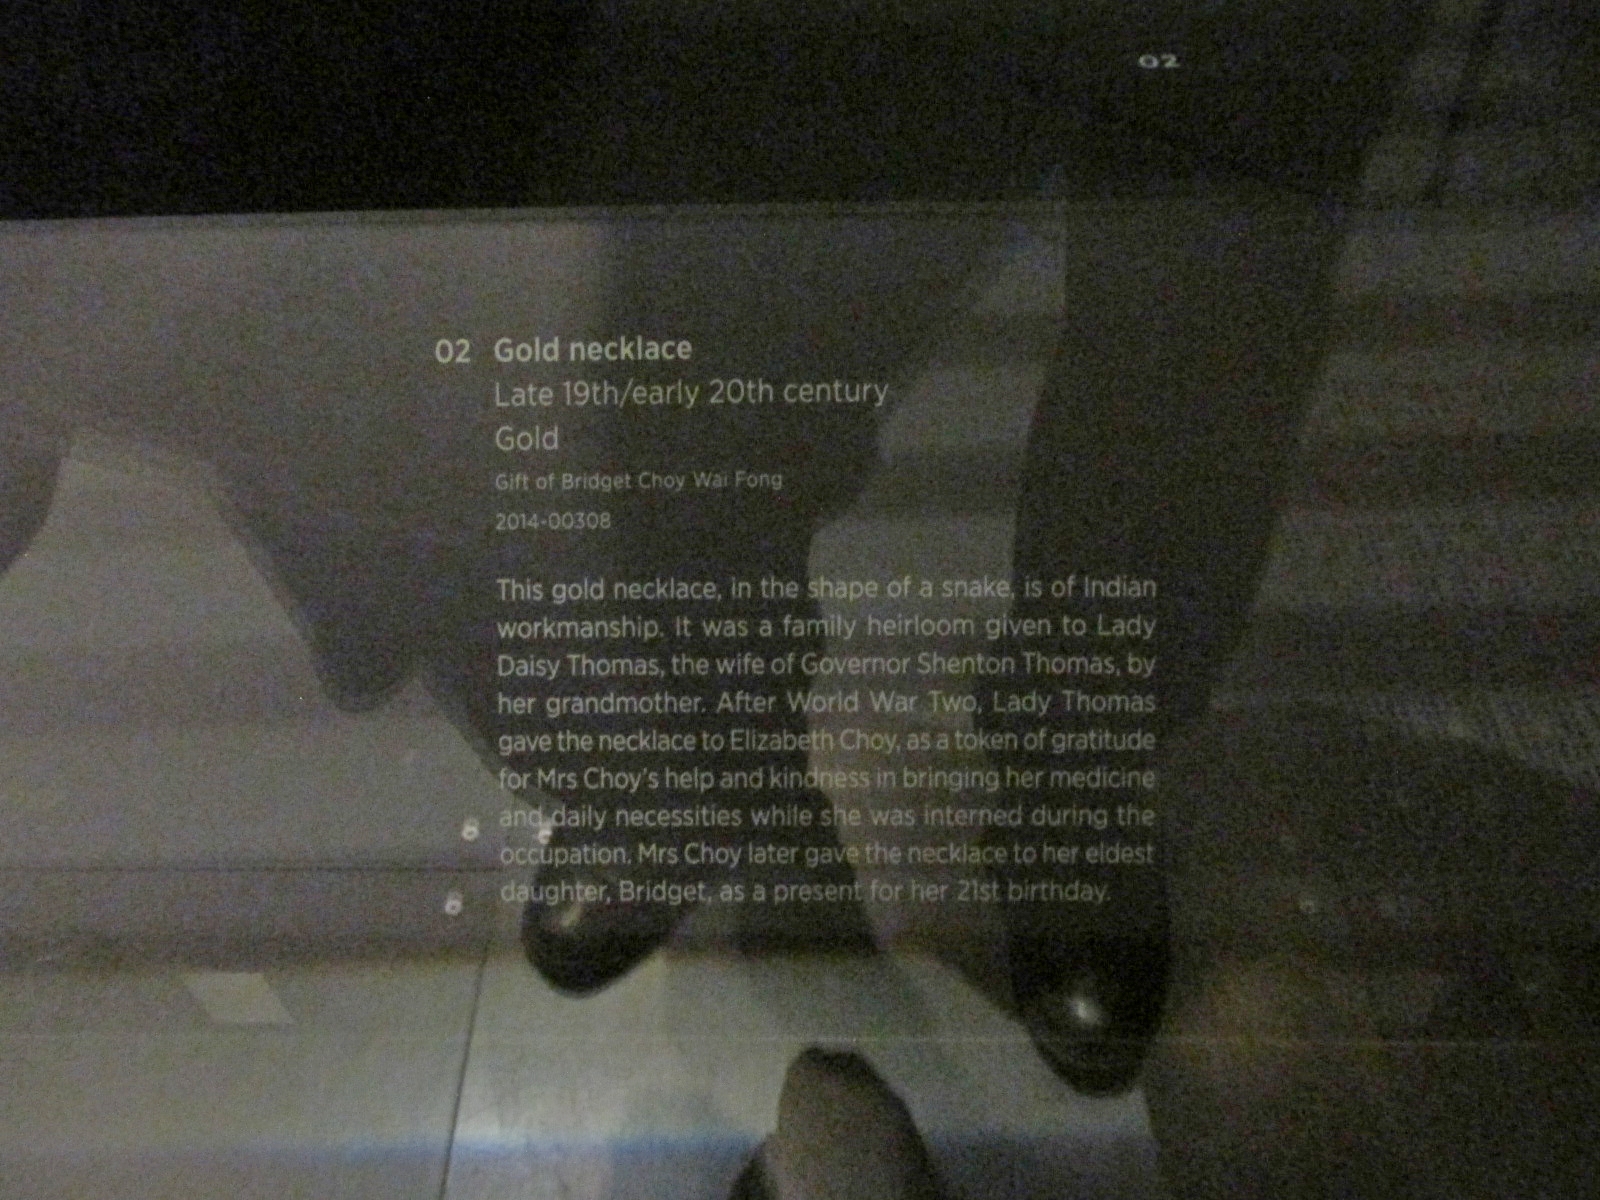 02
02 Gold necklace
Late 19th/early 20th century
Gold
Gift of Bridget Choy Wai Fong
2014-00308
This gold necklace, in the shape of a snake, is of Indian
workmanship. It was a family heirloom given to Lady
Daisy Thomas, the wife of Governor Shenton Thomas, by
her grandmother. After World War Two, Lady Thomas
gave the necklace to Elizabeth Choy, as a token of gratitude
for Mrs Choy's help and kindness in bringing her medicine
and daily necessities while she was interned during the
occupation. Mrs Choy later gave the necklace to her eldest
daughter, Bridget, as a present for her 21st birthday.